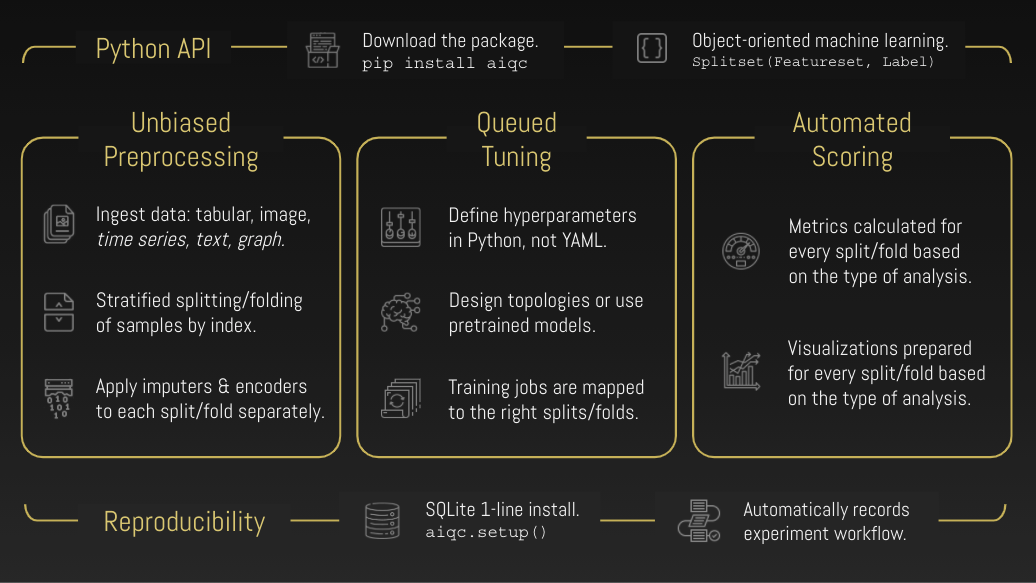 Python API
Download the package.
pip install aiqc
Object-oriented machine learning.
Splitset(Featureset, Label)
Unbiased
Preprocessing
Ingest data: tabular, image,
time series, text, graph.
Stratified splitting/folding
of samples by index.
Apply imputers & encoders
to each split/fold separately.
Queued
Tuning
Define hyperparameters
in Python, not YAML.
Design topologies or use
pretrained models.
Training jobs are mapped
to the right splits/folds.
Automated
Scoring
Metrics calculated for
every split/fold based
on the type of analysis.
Visualizations prepared
for every split/fold based
on the type of analysis.
Reproducibility
SQLite 1-line install.
aiqc.setup()
Automatically records
experiment workflow.